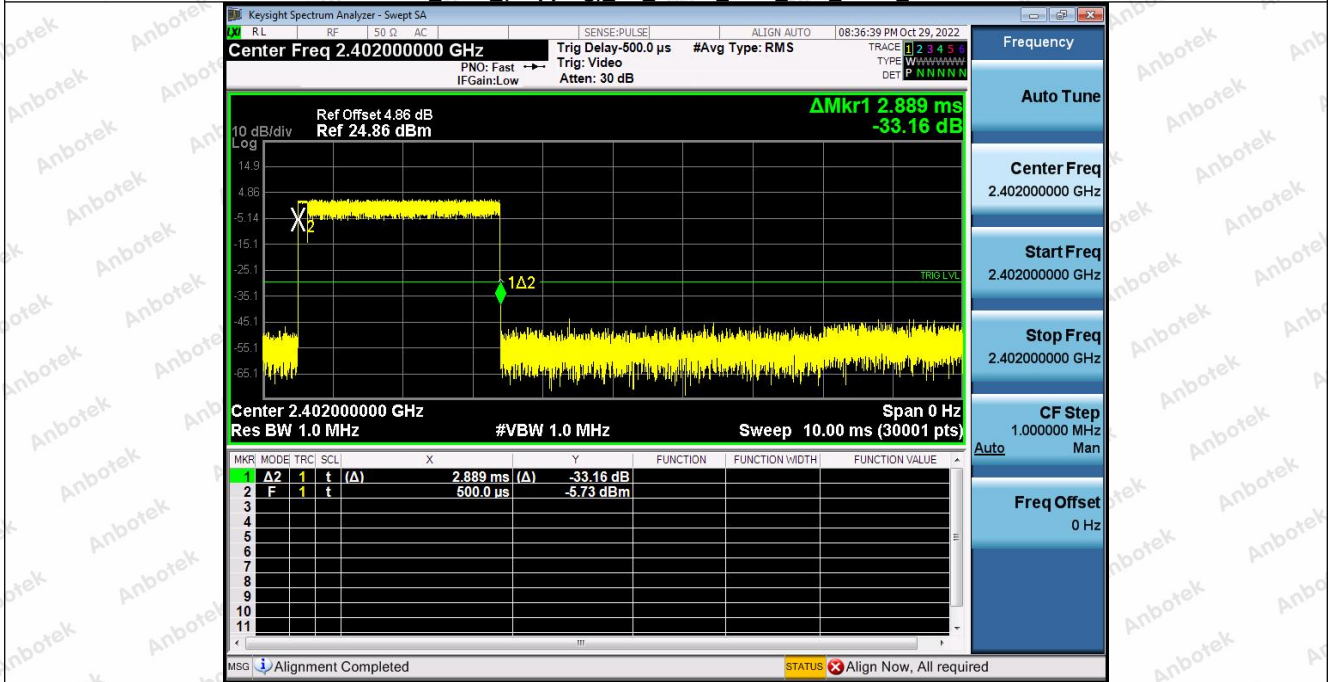 Keysight Spectrum Analyzer - Swept SA
LXI RL RF 50 Ω AC SENSE:PULSE ALIGN AUTO 08:36:39 PM Oct 29, 2022
Center Freq 2.402000000 GHz
PNO: Fast
IFGain:Low
Trig Delay-500.0 µs
Trig: Video
Atten: 30 dB
#Avg Type: RMS
TRACE 1 2 3 4 5 6
TYPE WWWWWW
DET P N N N N N
ΔMkr1 2.889 ms
-33.16 dB
Ref Offset 4.86 dB
10 dB/div Ref 24.86 dBm
Log
14.9
4.86
-5.14
-15.1
-25.1
-35.1
-45.1
-55.1
-65.1
X2
1Δ2
TRIG LVL
Center 2.402000000 GHz Span 0 Hz
Res BW 1.0 MHz #VBW 1.0 MHz Sweep 10.00 ms (30001 pts)
MKR MODE TRC SCL X Y FUNCTION FUNCTION WIDTH FUNCTION VALUE
1 Δ2 1 t (Δ) 2.889 ms (Δ) -33.16 dB
2 F 1 t 500.0 µs -5.73 dBm
3
4
5
6
7
8
9
10
11
MSG Alignment Completed STATUS Align Now, All required
Frequency
Auto Tune
Center Freq
2.402000000 GHz
Start Freq
2.402000000 GHz
Stop Freq
2.402000000 GHz
CF Step
1.000000 MHz
Auto Man
Freq Offset
0 Hz
Anbotek